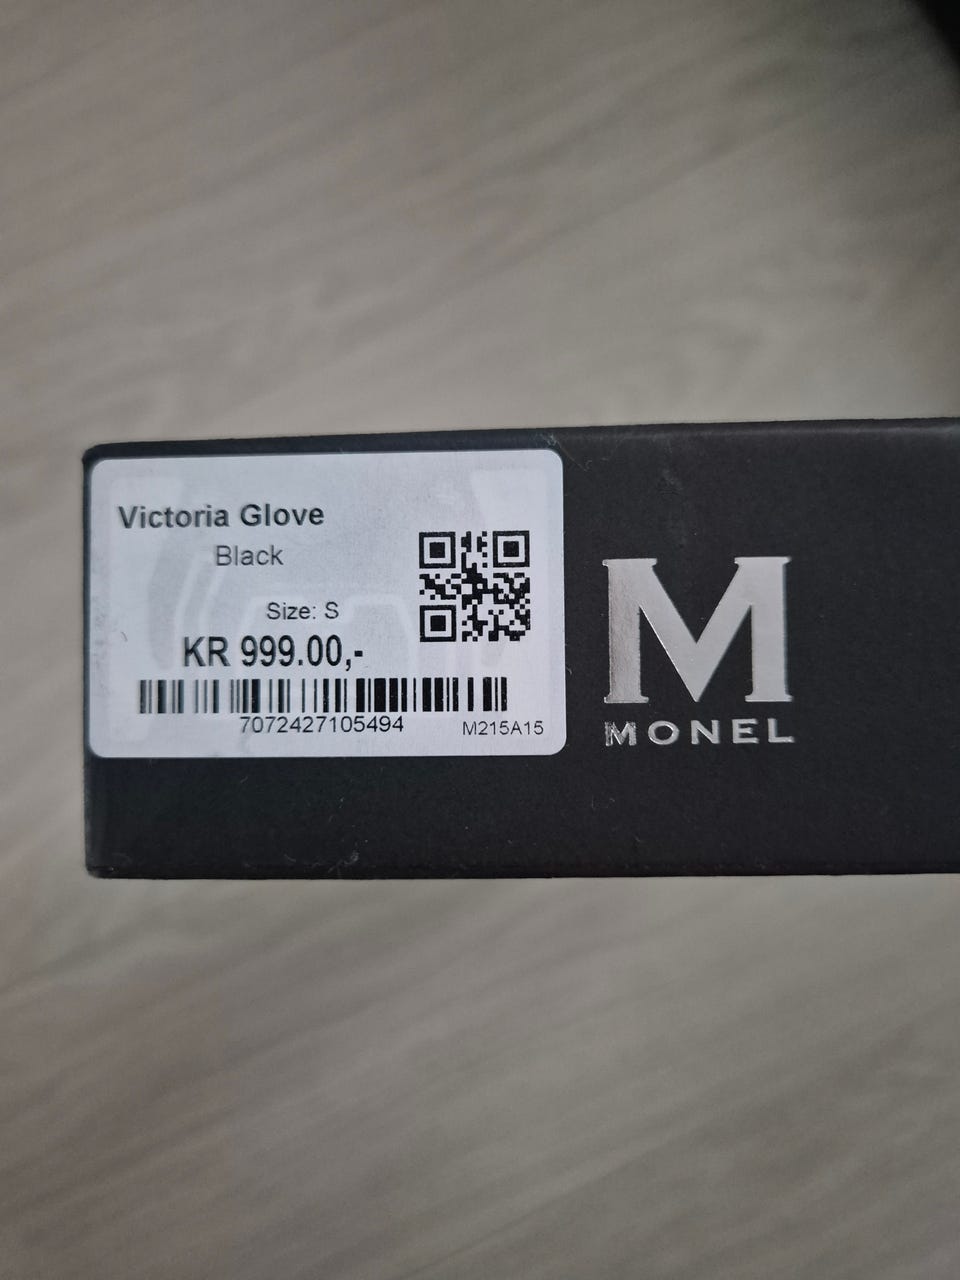 Victoria Glove
Black
Size: S
KR 999.00,-
7072427105494
M215A15
M
MONEL